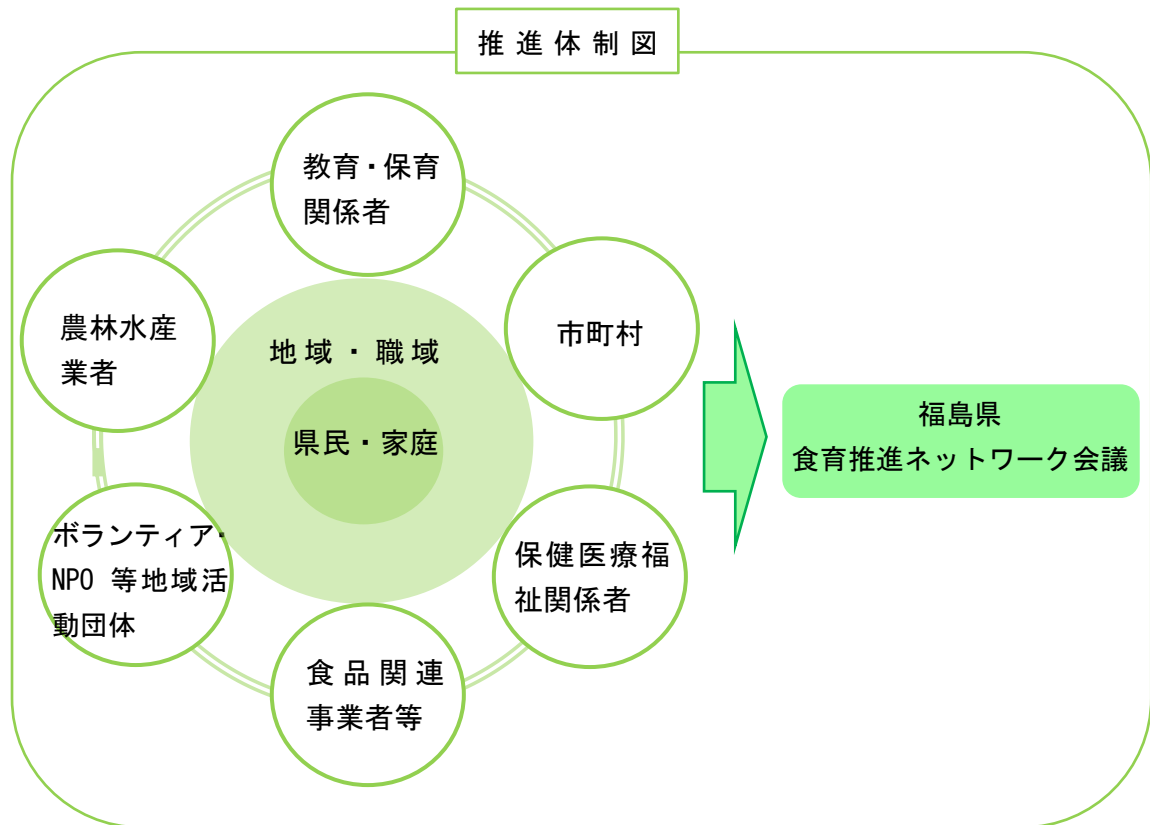 推進体制図
教育・保育
関係者
農林水産
業者
市町村
地域・職域
県民・家庭
福島県
食育推進ネットワーク会議
ボランティア・
NPO 等地域活
動団体
保健医療福
祉関係者
食品関連
事業者等